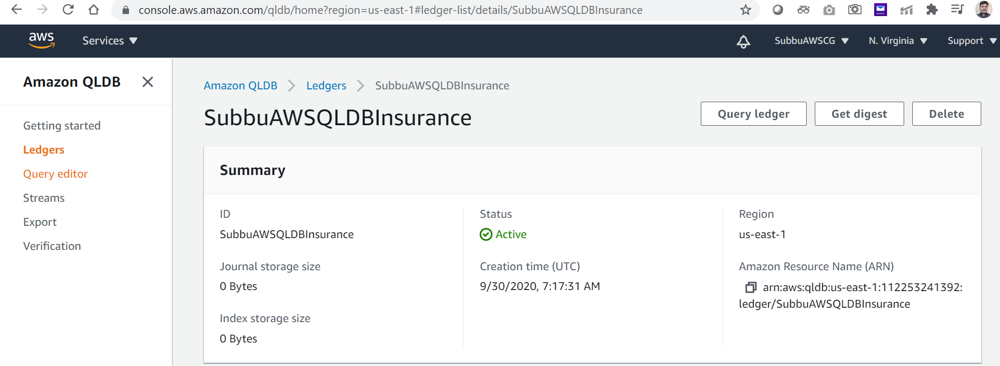 console.aws.amazon.com/qldb/home?region=us-east-1#ledger-list/details/SubbuAWSQLDBInsurance
aws Services SubbuAWSCG N. Virginia Support
Amazon QLDB
Getting started
Ledgers
Query editor
Streams
Export
Verification
Amazon QLDB Ledgers SubbuAWSQLDBInsurance
SubbuAWSQLDBInsurance
Query ledger Get digest Delete
Summary
ID
SubbuAWSQLDBInsurance
Journal storage size
0 Bytes
Index storage size
0 Bytes
Status
Active
Creation time (UTC)
9/30/2020, 7:17:31 AM
Region
us-east-1
Amazon Resource Name (ARN)
arn:aws:qldb:us-east-1:112253241392:
ledger/SubbuAWSQLDBInsurance